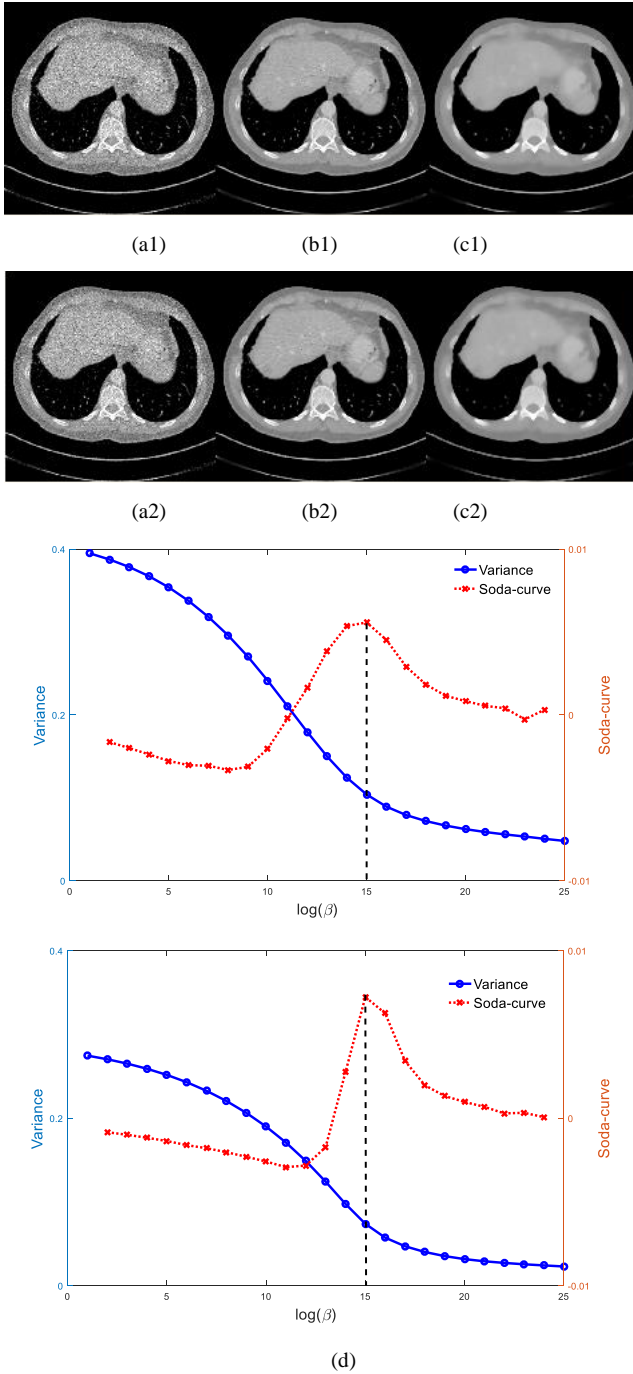 (a1) (b1) (c1)
(a2) (b2) (c2)
0.4 0.01
Variance
Soda-curve
Variance
0.2 0
Soda-curve
0 -0.01
0 5 10 15 20 25
log(β)
0.4 0.01
Variance
Soda-curve
Variance
0.2 0
Soda-curve
0 -0.01
0 5 10 15 20 25
log(β)
(d)